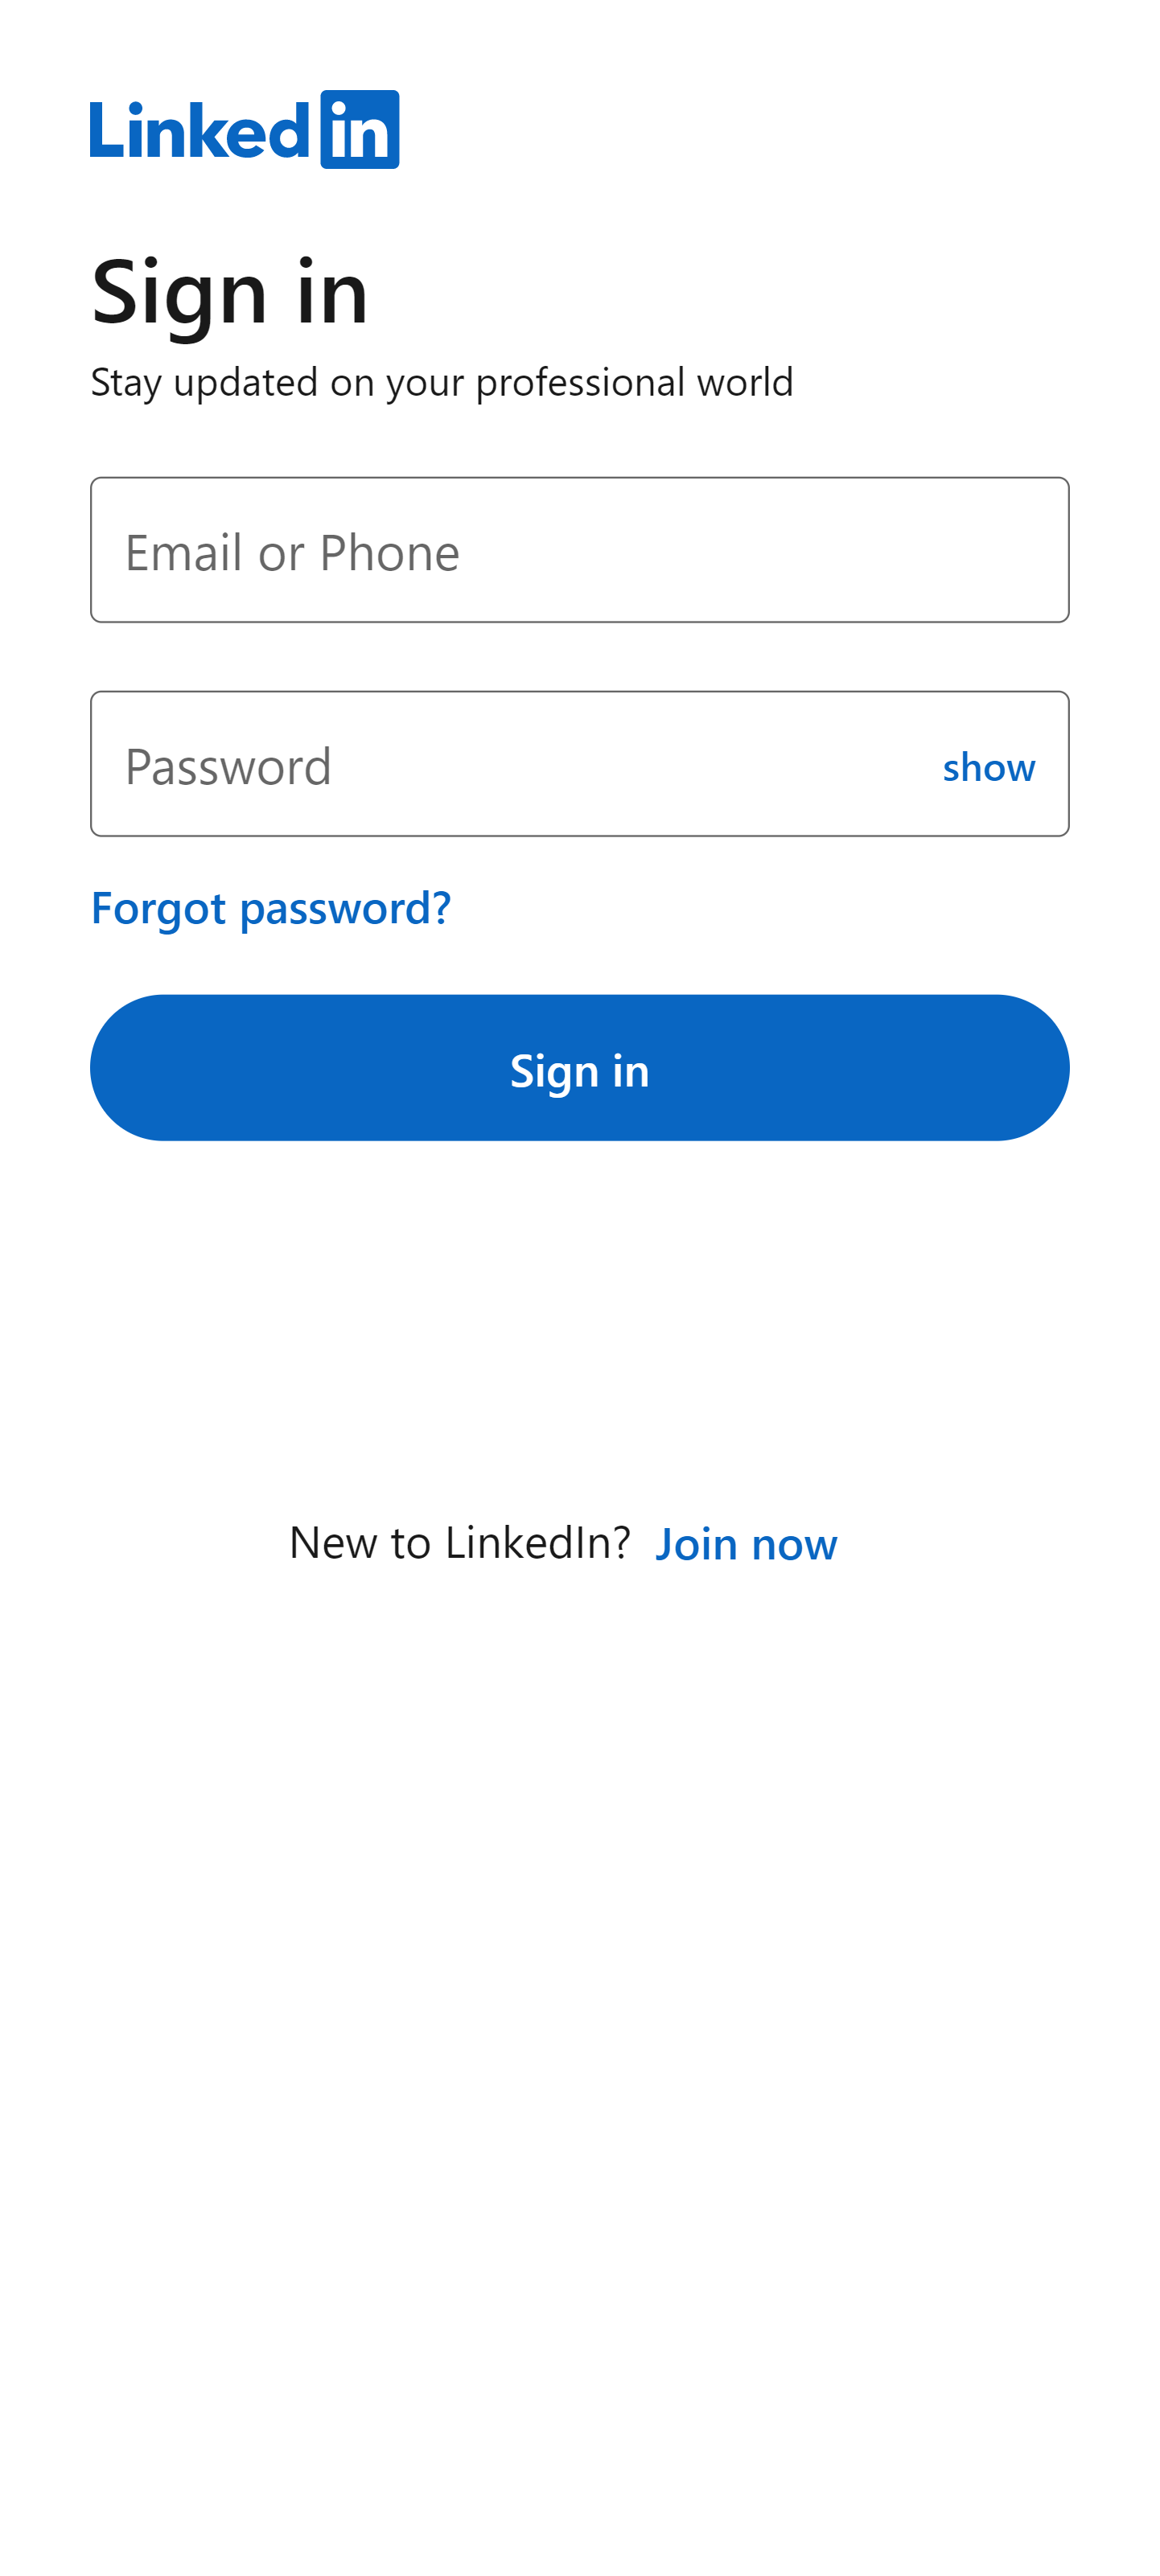 Linkedin
Sign in
Stay updated on your professional world
Email or Phone
Password show
Forgot password?
Sign in
New to LinkedIn? Join now